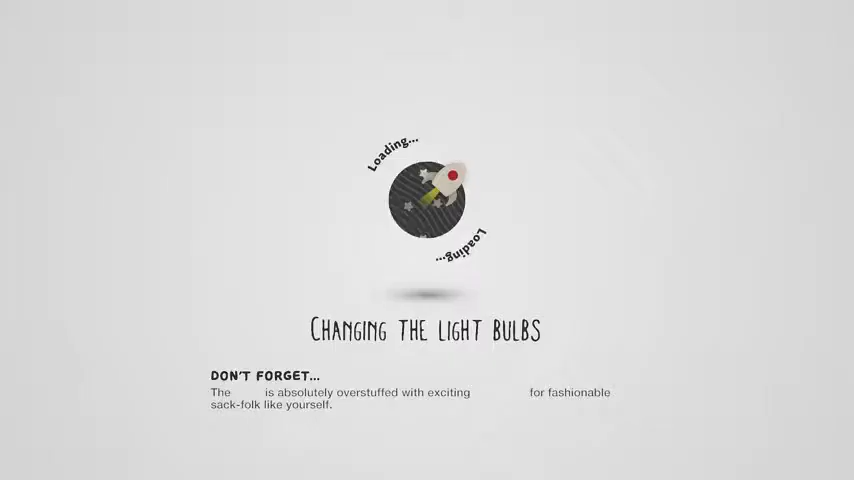 Loading...
Loading...
Changing the light bulbs
DON'T FORGET...
The is absolutely overstuffed with exciting for fashionable
sack-folk like yourself.